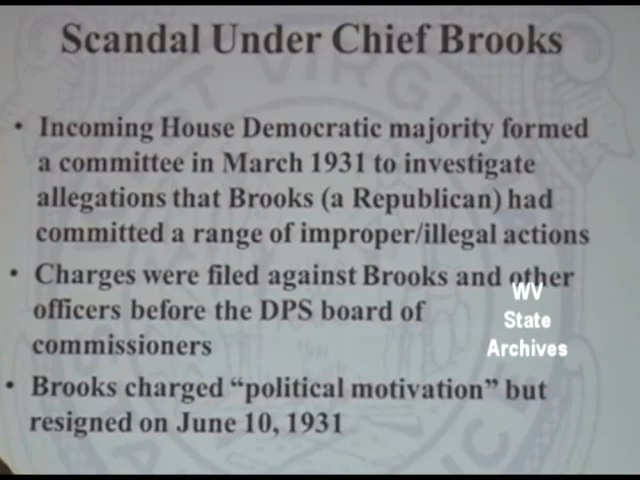 Scandal Under Chief Brooks
• Incoming House Democratic majority formed
a committee in March 1931 to investigate
allegations that Brooks (a Republican) had
committed a range of improper/illegal actions
• Charges were filed against Brooks and other
officers before the DPS board of
commissioners
• Brooks charged “political motivation” but
resigned on June 10, 1931
WV
State
Archives